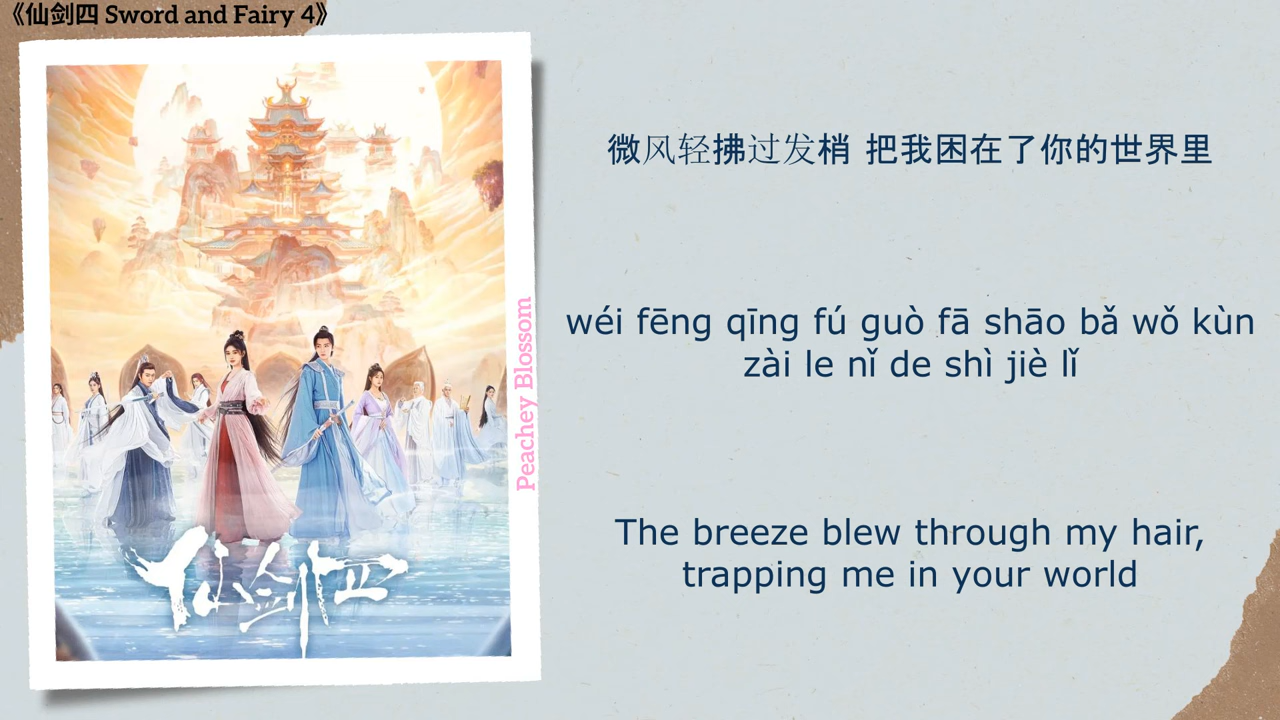 《仙剑四 Sword and Fairy 4》
微风轻拂过发梢 把我困在了你的世界里
wéi fēng qīng fú guò fā shāo bǎ wǒ kùn
zài le nǐ de shì jiè lǐ
The breeze blew through my hair,
trapping me in your world
Peachey Blossom
仙剑四